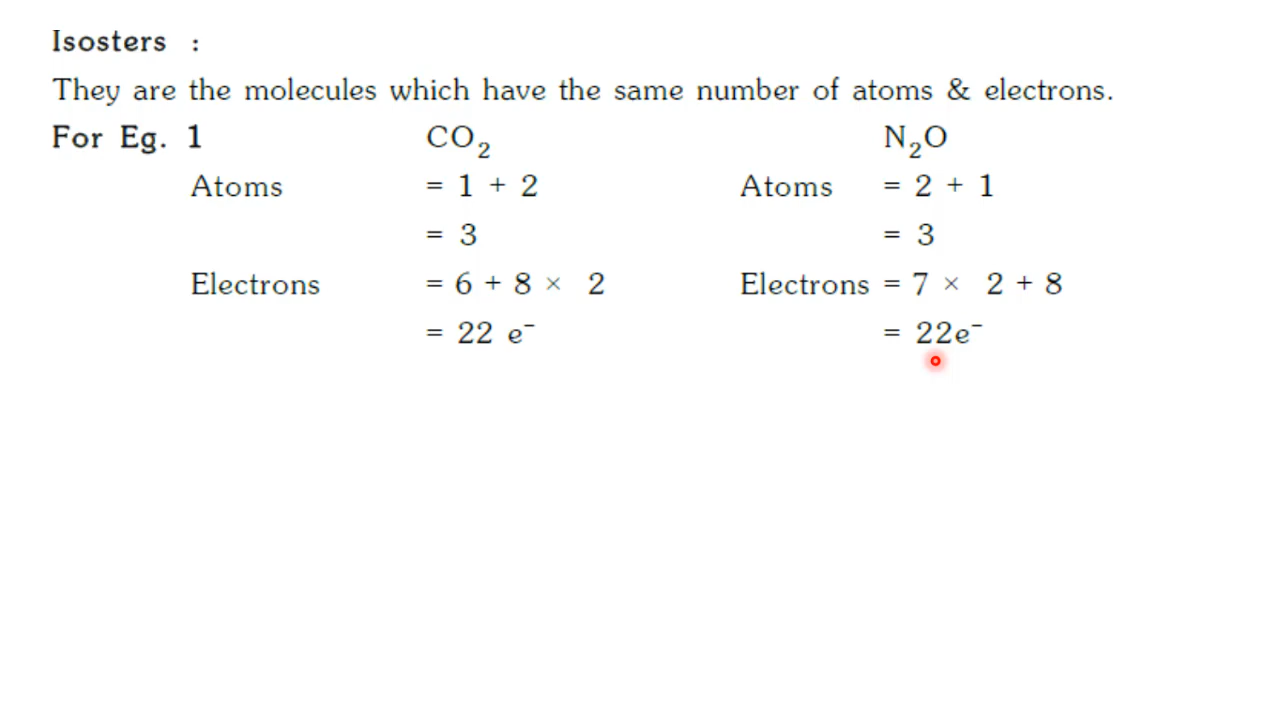 Isosters :
They are the molecules which have the same number of atoms & electrons.
For Eg. 1 CO₂ N₂O
Atoms = 1 + 2 Atoms = 2 + 1
= 3 = 3
Electrons = 6 + 8 × 2 Electrons = 7 × 2 + 8
= 22 e⁻ = 22e⁻